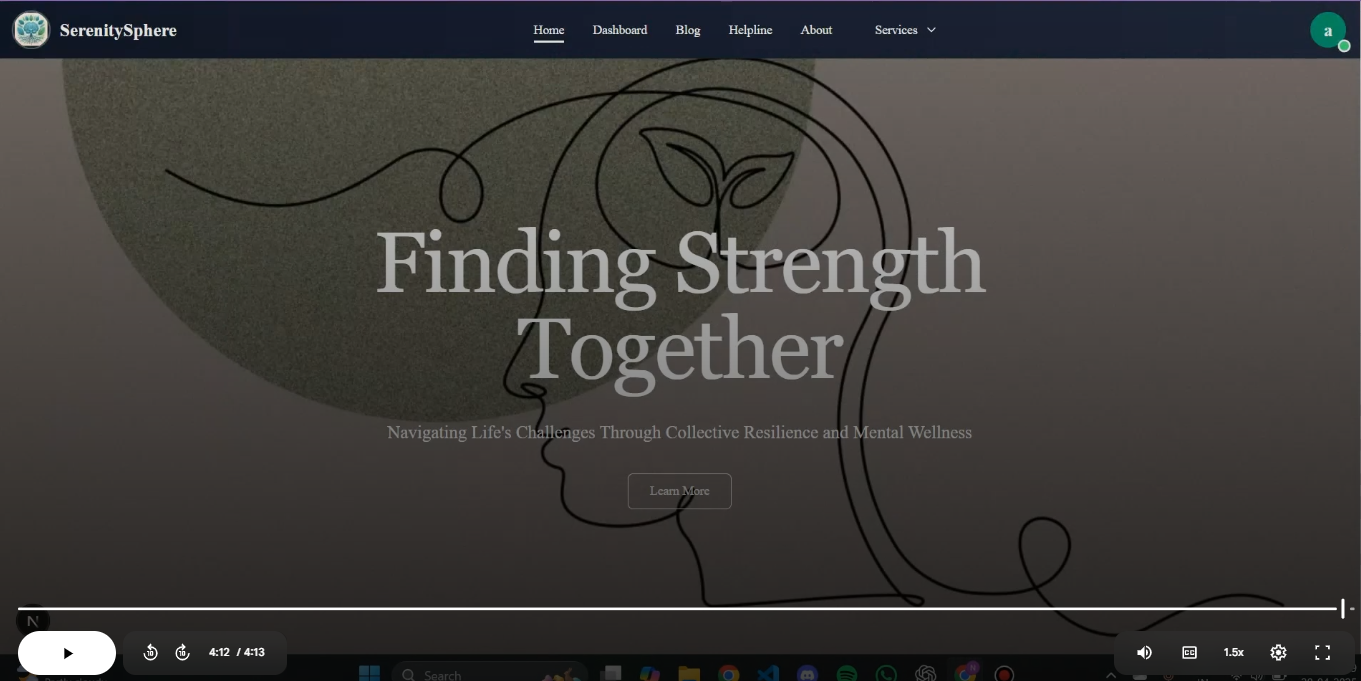 SerenitySphere
Home Dashboard Blog Helpline About Services
a
Finding Strength
Together
Navigating Life's Challenges Through Collective Resilience and Mental Wellness
Learn More
N
10 10 4:12 / 4:13
CC 1.5x
Search